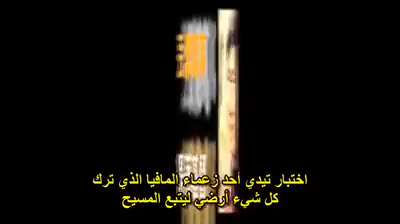 اختبار تيدي أحد زعماء المافيا الذي ترك
كل شيء أرضي ليتبع المسيح